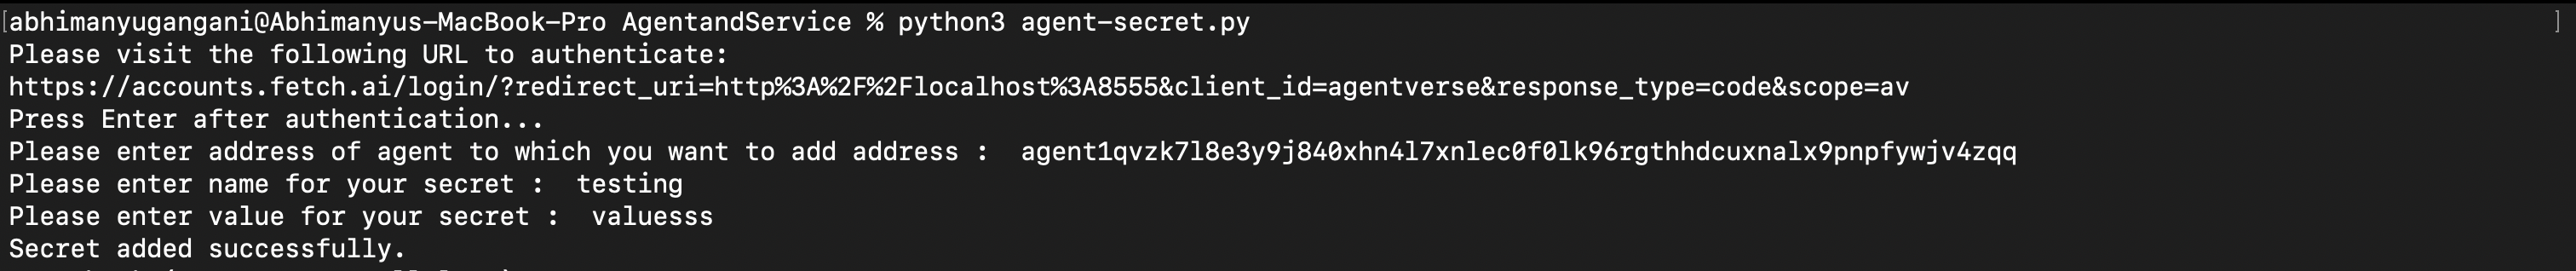 [abhimanyugangani@Abhimanyus-MacBook-Pro AgentandService % python3 agent-secret.py ]
Please visit the following URL to authenticate:
https://accounts.fetch.ai/login/?redirect_uri=http%3A%2F%2Flocalhost%3A8555&client_id=agentverse&response_type=code&scope=av
Press Enter after authentication...
Please enter address of agent to which you want to add address :  agent1qvzk7l8e3y9j840xhn4l7xnlec0f0lk96rgthhdcuxnalx9pnpfywjv4zqq
Please enter name for your secret :  testing
Please enter value for your secret :  valuesss
Secret added successfully.